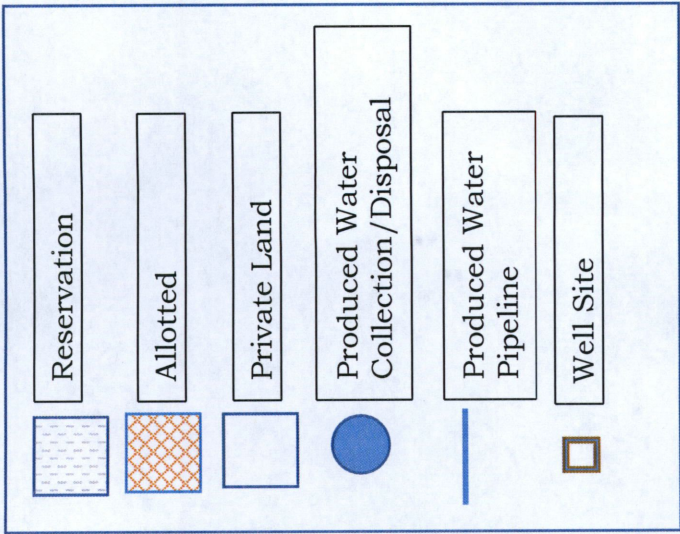 Reservation
Allotted
Private Land
Produced Water
Collection/Disposal
Produced Water
Pipeline
Well Site